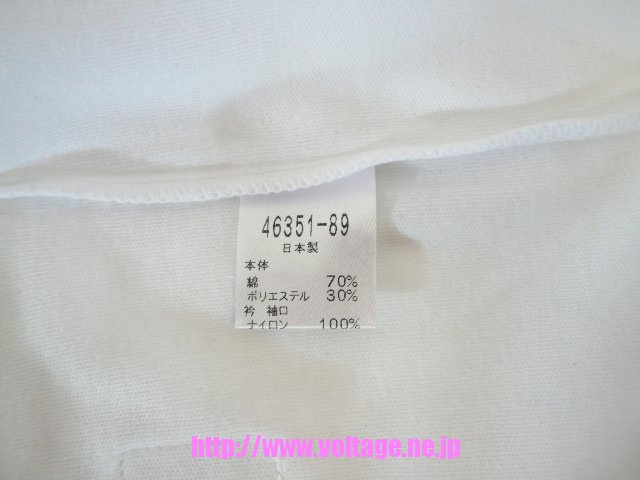 46351-89
日本製
本体
綿 70%
ポリエステル 30%
衿 袖口
ナイロン 100%
http://www.voltage.ne.jp